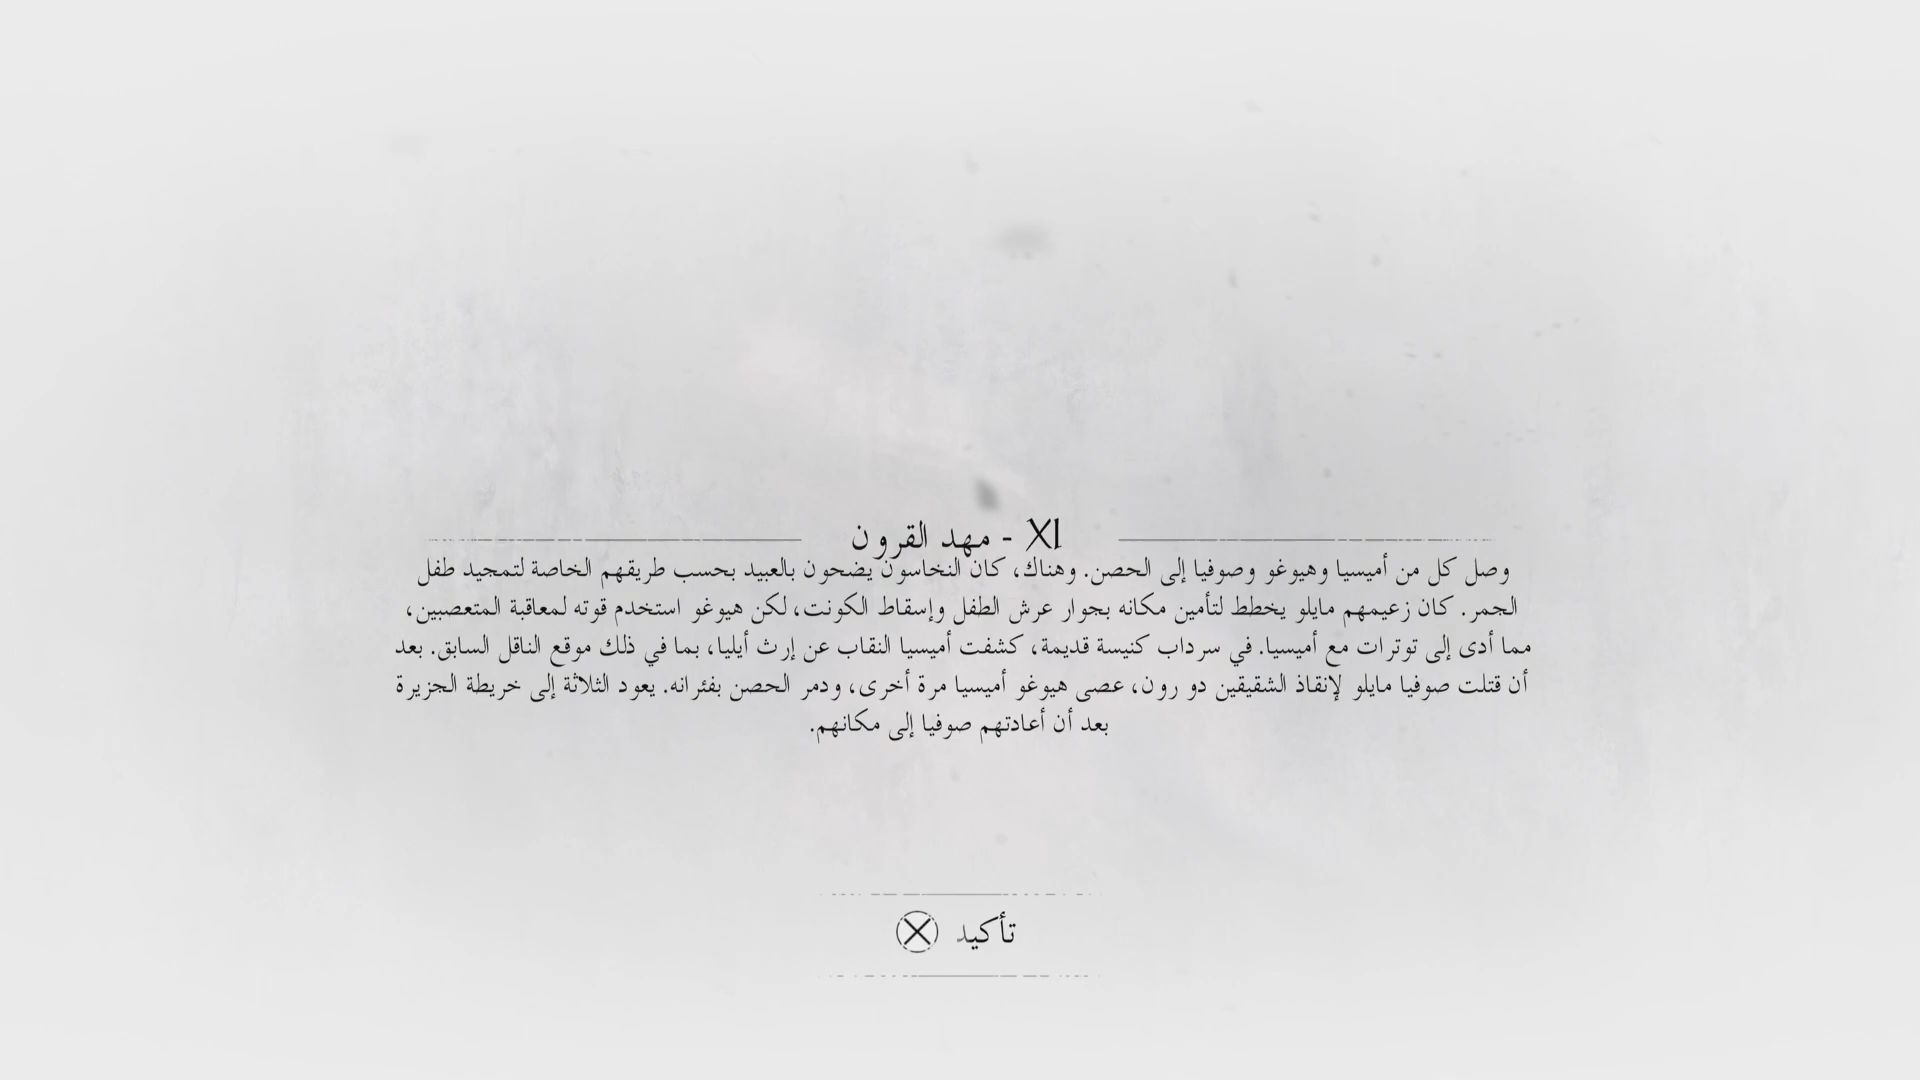 XI - مهد القرون
وصل كل من أميسيا وهيوغو وصوفيا إلى الحصن. وهناك، كان النخاسون يضحون بالعبيد بحسب طريقهم الخاصة لتمجيد طفل
الجمر. كان زعيمهم مايلو يخطط لتأمين مكانه بجوار عرش الطفل وإسقاط الكونت، لكن هيوغو استخدم قوته لمعاقبة المتعصبين،
مما أدى إلى توترات مع أميسيا. في سرداب كنيسة قديمة، كشفت أميسيا النقاب عن إرث أيليا، بما في ذلك موقع الناقل السابق. بعد
أن قتلت صوفيا مايلو لإنقاذ الشقيقين دو رون، عصى هيوغو أميسيا مرة أخرى، ودمر الحصن بفئرانه. يعود الثلاثة إلى خريطة الجزيرة
بعد أن أعادتهم صوفيا إلى مكانهم.
تأكيد